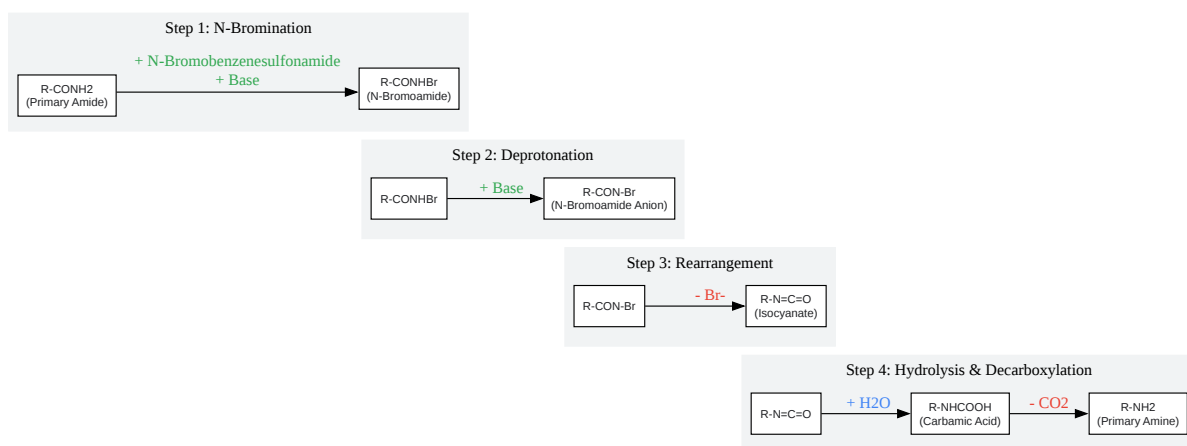 Step 1: N-Bromination
+ N-Bromobenzenesulfonamide
+ Base
R-CONH2
(Primary Amide)
R-CONHBr
(N-Bromoamide)
Step 2: Deprotonation
R-CONHBr
+ Base
R-CON-Br
(N-Bromoamide Anion)
Step 3: Rearrangement
R-CON-Br
- Br-
R-N=C=O
(Isocyanate)
Step 4: Hydrolysis & Decarboxylation
R-N=C=O
+ H2O
R-NHCOOH
(Carbamic Acid)
- CO2
R-NH2
(Primary Amine)